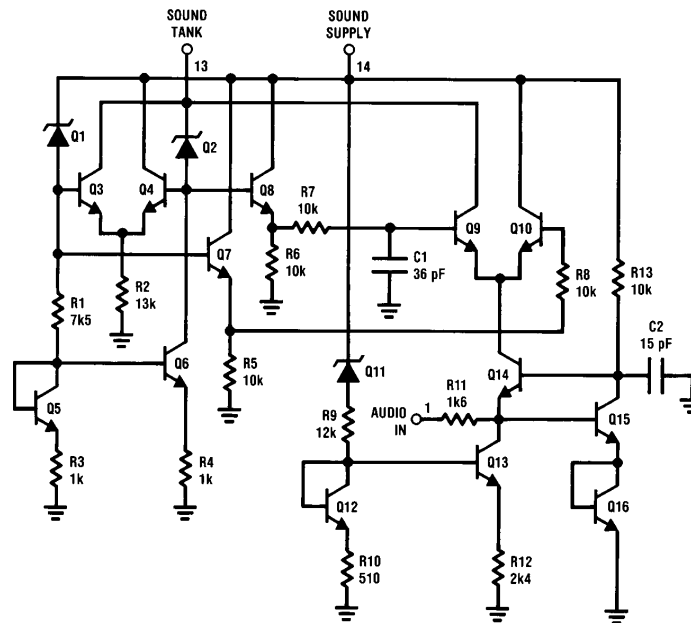 SOUND TANK
SOUND SUPPLY
13
14
Q1
Q2
Q3
Q4
Q8
R7
10k
Q9
Q10
Q7
R6
10k
C1
36 pF
R8
10k
R13
10k
R1
7k5
R2
13k
C2
15 pF
Q6
R5
10k
Q11
Q14
Q5
R9
12k
AUDIO IN
1
R11
1k6
Q15
R3
1k
R4
1k
Q12
Q13
Q16
R10
510
R12
2k4